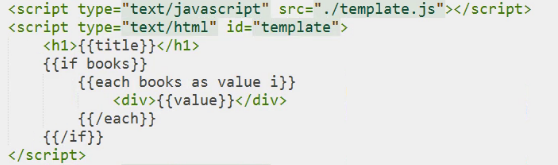 <script type="text/javascript" src="./template.js"></script>
<script type="text/html" id="template">
    <h1>{{title}}</h1>
    {{if books}}
        {{each books as value i}}
            <div>{{value}}</div>
        {{/each}}
    {{/if}}
</script>